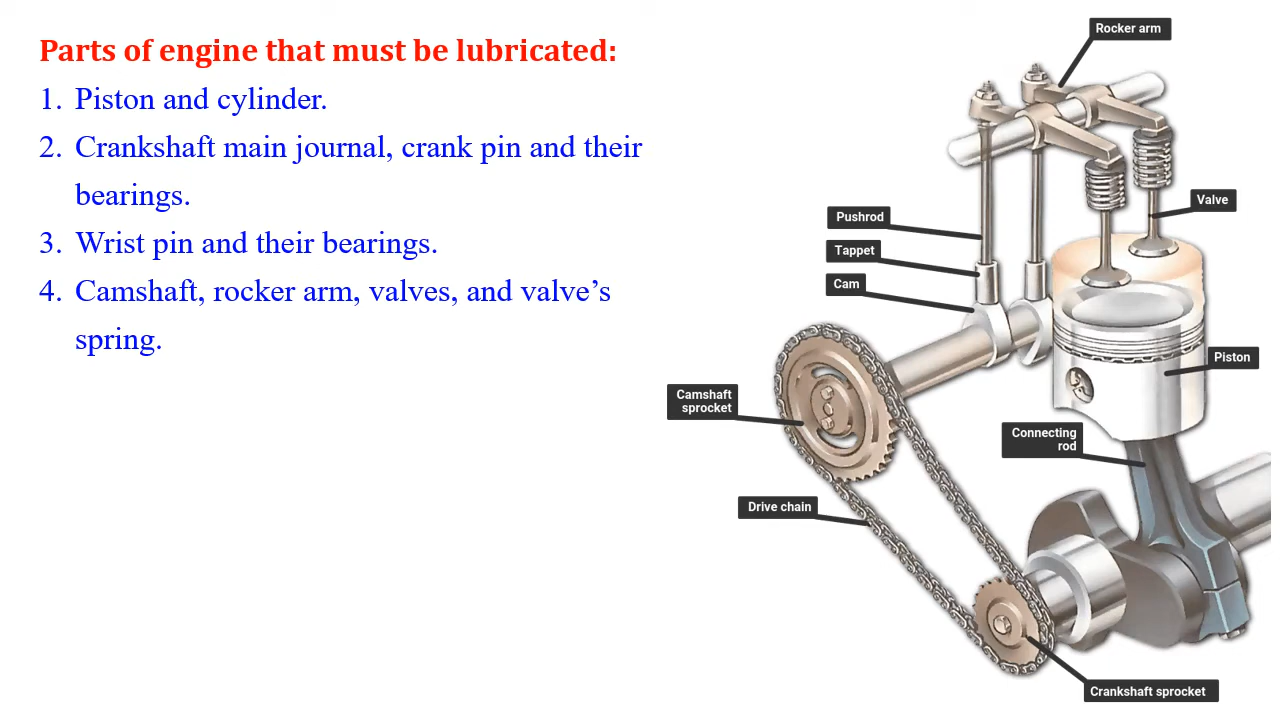 Parts of engine that must be lubricated:
1. Piston and cylinder.
2. Crankshaft main journal, crank pin and their
bearings.
3. Wrist pin and their bearings.
4. Camshaft, rocker arm, valves, and valve’s
spring.
Rocker arm
Valve
Pushrod
Tappet
Cam
Piston
Camshaft
sprocket
Connecting
rod
Drive chain
Crankshaft sprocket